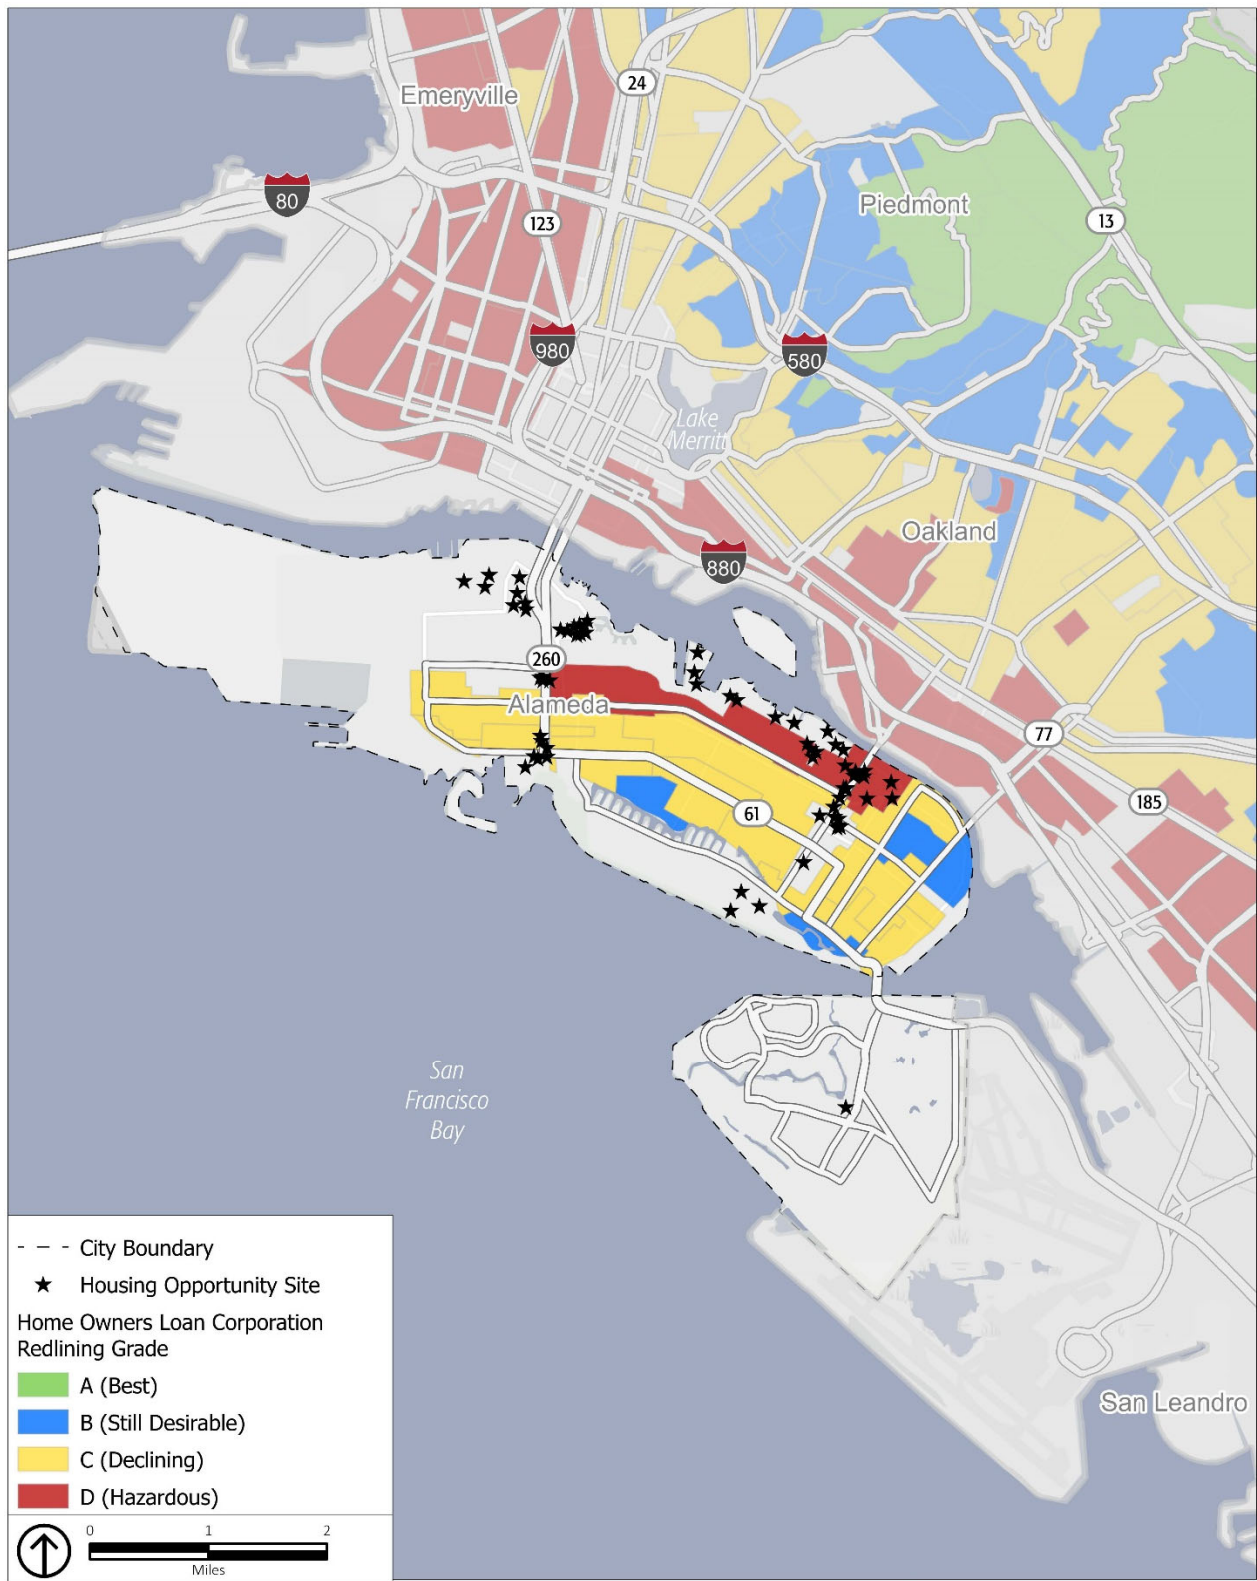 Emeryville
24
80
123
Piedmont
13
980
580
Lake
Merritt
Oakland
880
260
Alameda
77
61
185
San
Francisco
Bay
San Leandro
City Boundary
Housing Opportunity Site
Home Owners Loan Corporation
Redlining Grade
A (Best)
B (Still Desirable)
C (Declining)
D (Hazardous)
0 1 2
Miles